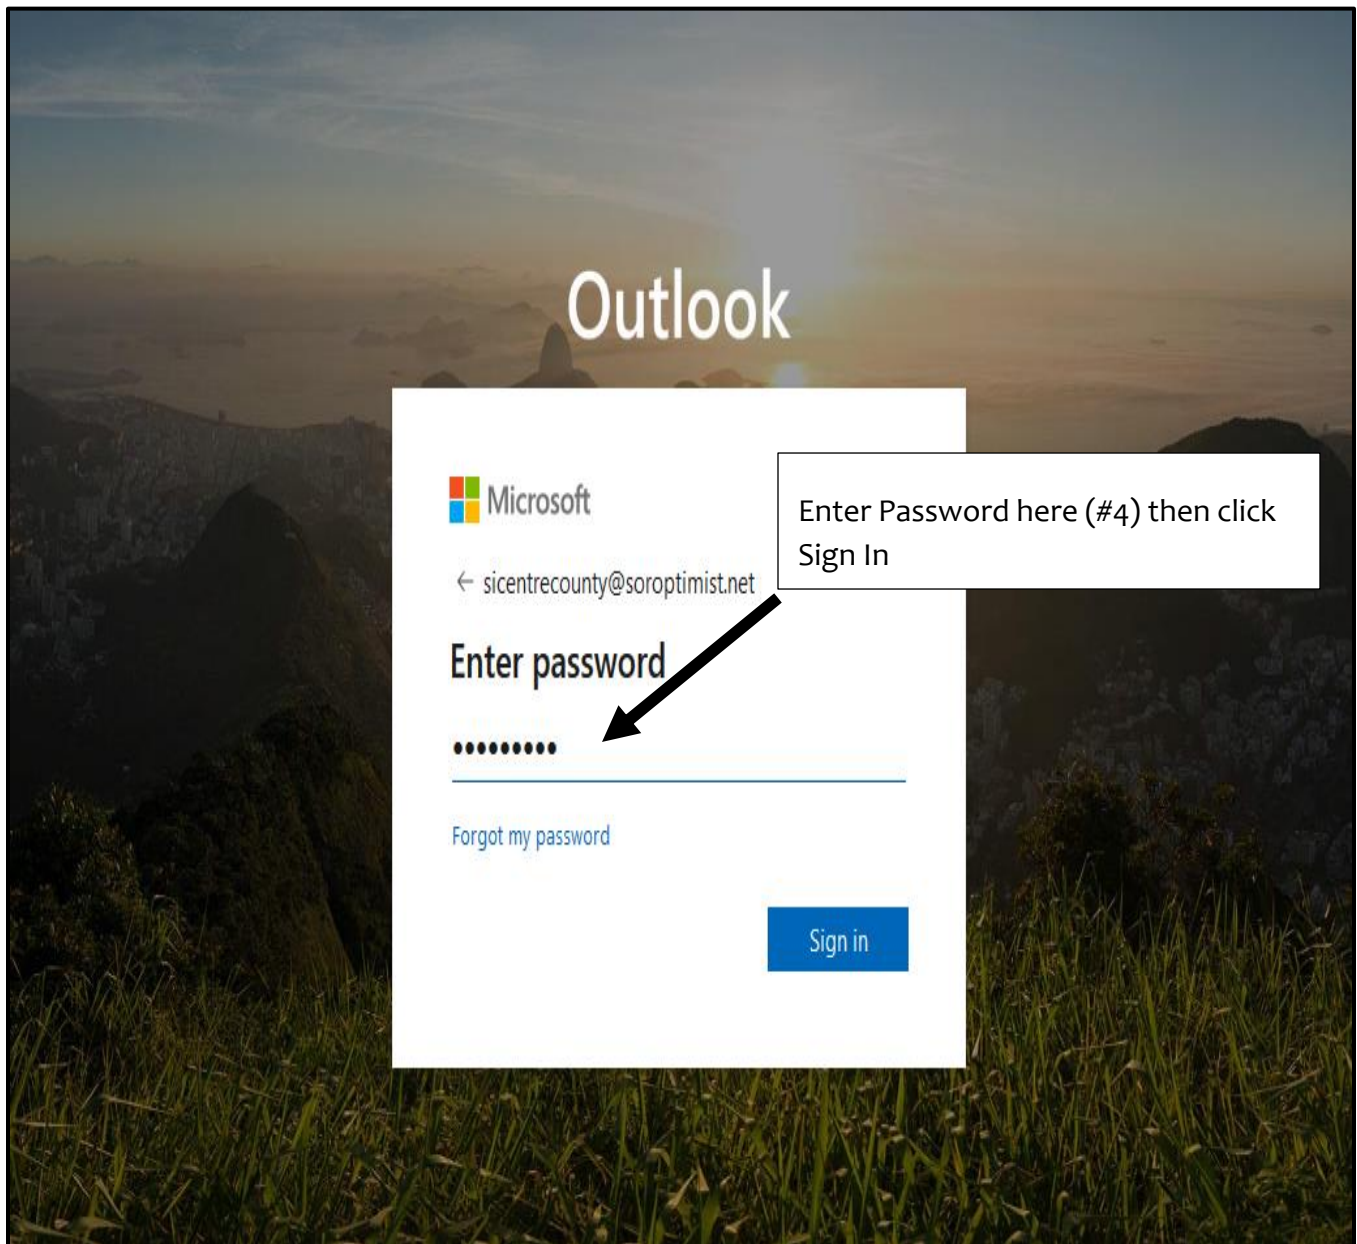 Outlook
Microsoft
Enter Password here (#4) then click
Sign In
← sicentrecounty@soroptimist.net
Enter password
•••••••••
Forgot my password
Sign in